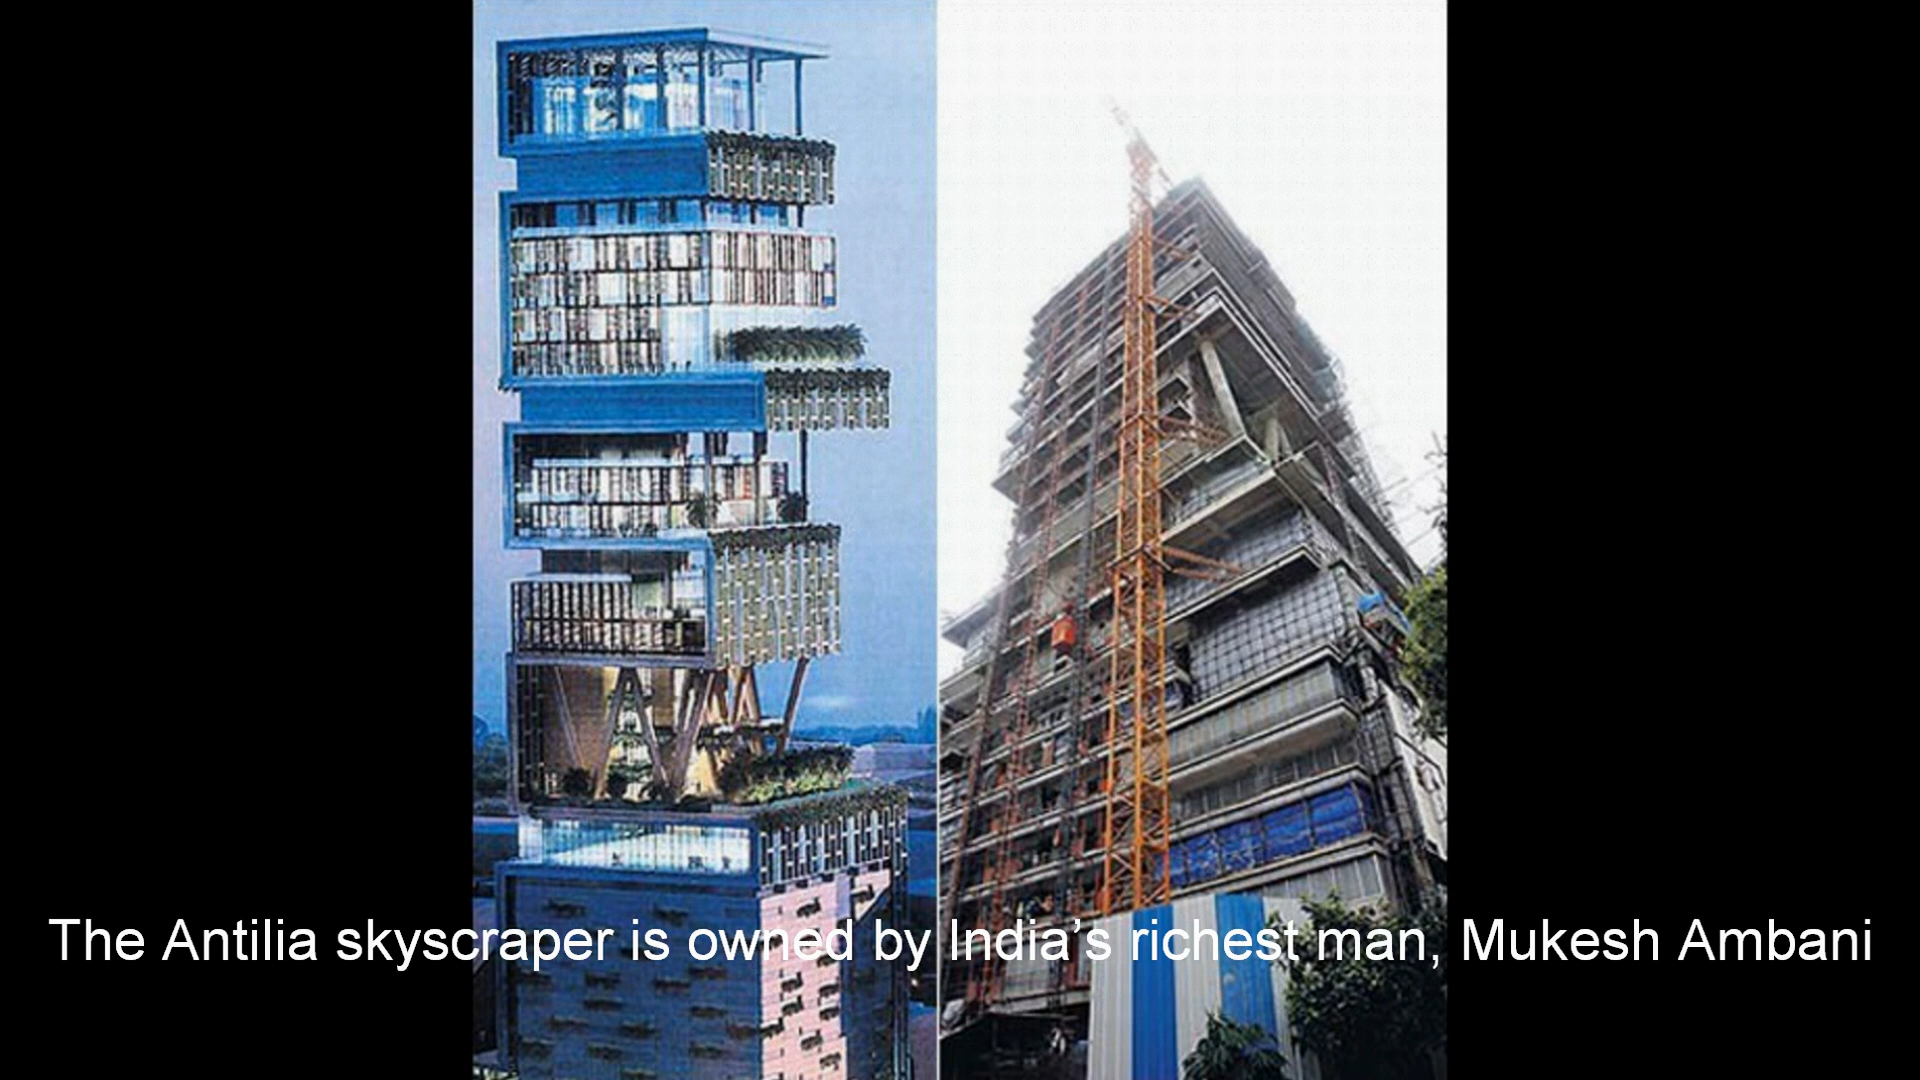 The Antilia skyscraper is owned by India’s richest man, Mukesh Ambani